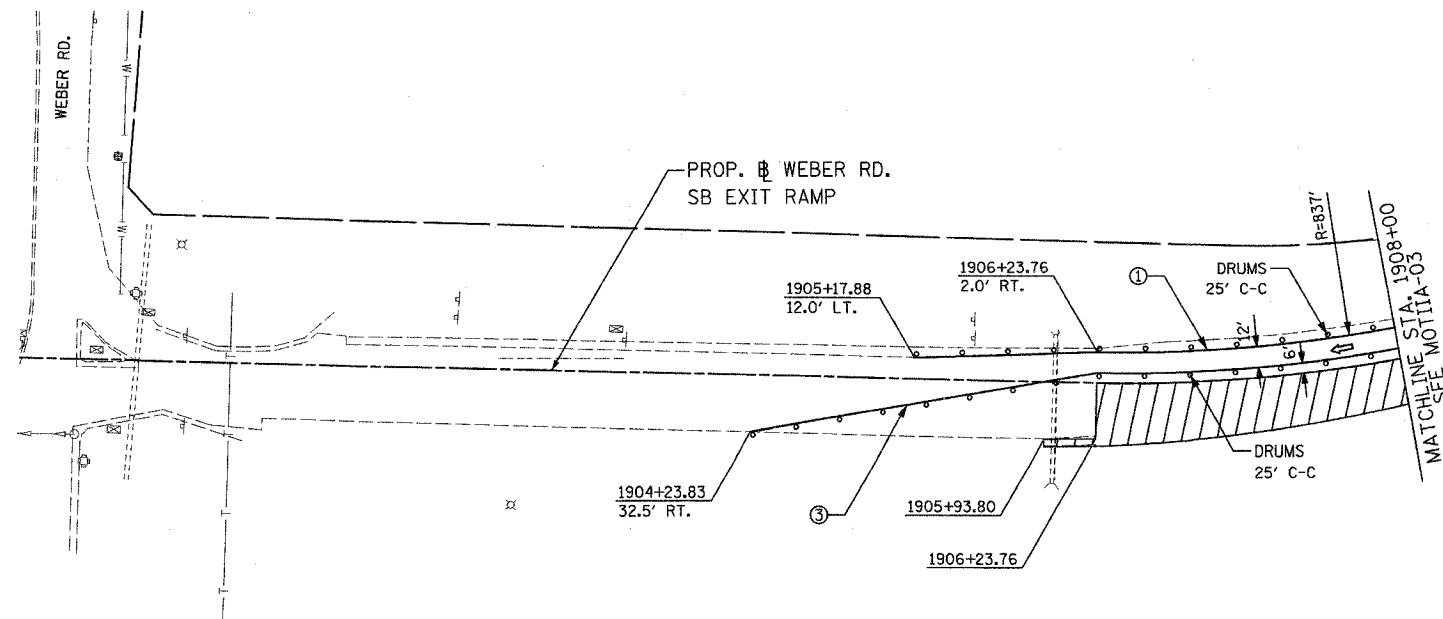 WEBER RD.
W
W
PROP. ℄ WEBER RD.
SB EXIT RAMP
1905+17.88
12.0' LT.
1906+23.76
2.0' RT.
1
DRUMS
25' C-C
R=837'
12'
6'
MATCHLINE STA. 1908+00
SEE MOTIIA-03
T
T
T
1904+23.83
32.5' RT.
3
1905+93.80
1906+23.76
DRUMS
25' C-C